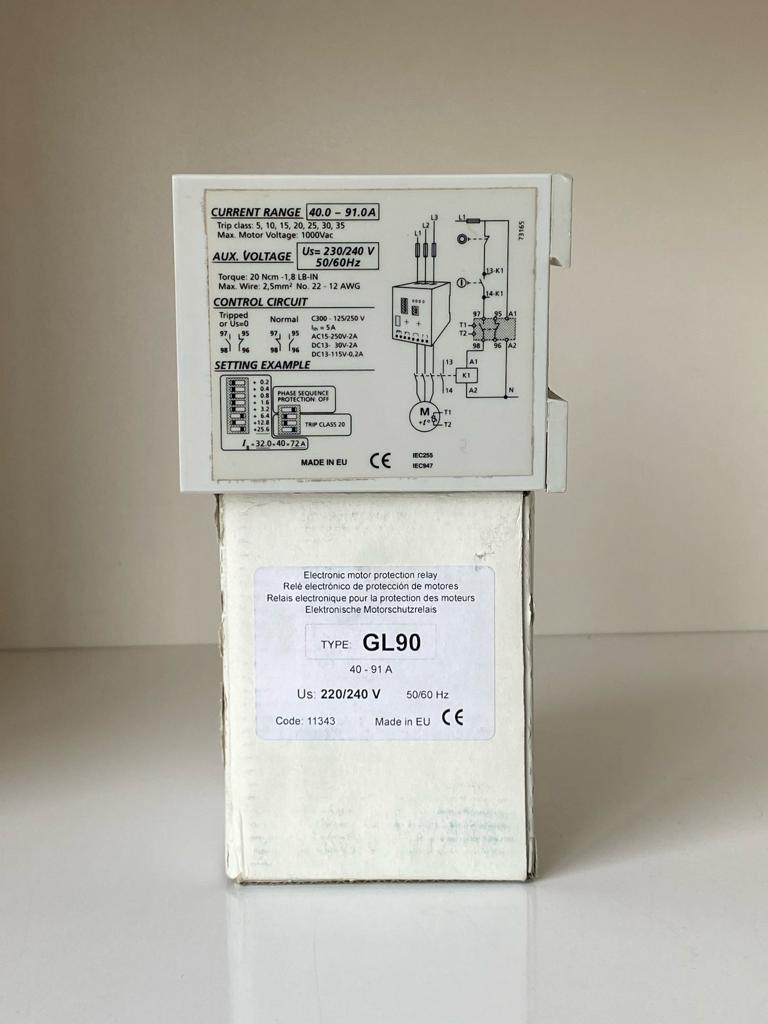 CURRENT RANGE 40.0 – 91.0A
Trip class: 5, 10, 15, 20, 25, 30, 35
Max. Motor Voltage: 1000Vac
AUX. VOLTAGE Us= 230/240 V
50/60Hz
Torque: 20 Ncm -1,8 LB-IN
Max. Wire: 2,5mm² No. 22 - 12 AWG
CONTROL CIRCUIT
Tripped
or Us=0
Normal
97 95
98 96
97 95
98 96
C300 - 125/250 V
Ith = 5A
AC15-250V-2A
DC13- 30V-2A
DC13-115V-0,2A
SETTING EXAMPLE
+ 0.2
+ 0.4
+ 0.8
+ 1.6
+ 3.2
+ 6.4
+12.8
+25.6
PHASE SEQUENCE
PROTECTION: OFF
TRIP CLASS 20
=32.0+40=72A
MADE IN EU CE
IEC255
IEC947
L1
L2
L3
L1
73165
13-K1
14-K1
97 95 A1
T1
T2
98 96 A2
13
14
A1
K1
A2
N
M
+t°
T1
T2
Electronic motor protection relay
Relé electrónico de protección de motores
Relais electronique pour la protection des moteurs
Elektronische Motorschutzrelais
TYPE: GL90
40 - 91 A
Us: 220/240 V 50/60 Hz
Code: 11343 Made in EU CE